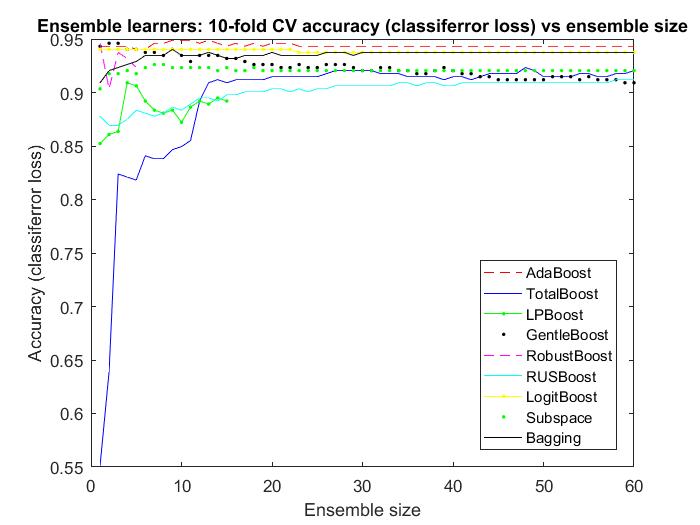 Ensemble learners: 10-fold CV accuracy (classiferror loss) vs ensemble size
0.95
0.9
0.85
0.8
0.75
0.7
0.65
0.6
0.55
Accuracy (classiferror loss)
AdaBoost
TotalBoost
LPBoost
GentleBoost
RobustBoost
RUSBoost
LogitBoost
Subspace
Bagging
0 10 20 30 40 50 60
Ensemble size